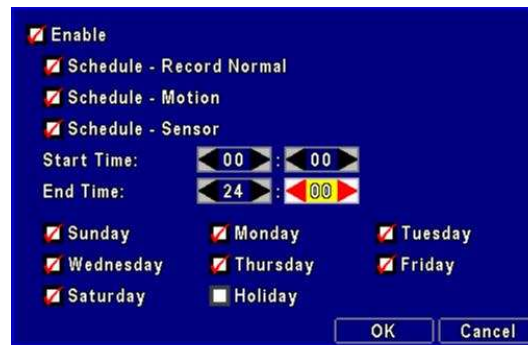 Enable
Schedule - Record Normal
Schedule - Motion
Schedule - Sensor
Start Time: 00 : 00
End Time: 24 : 00
Sunday Monday Tuesday
Wednesday Thursday Friday
Saturday Holiday
OK Cancel